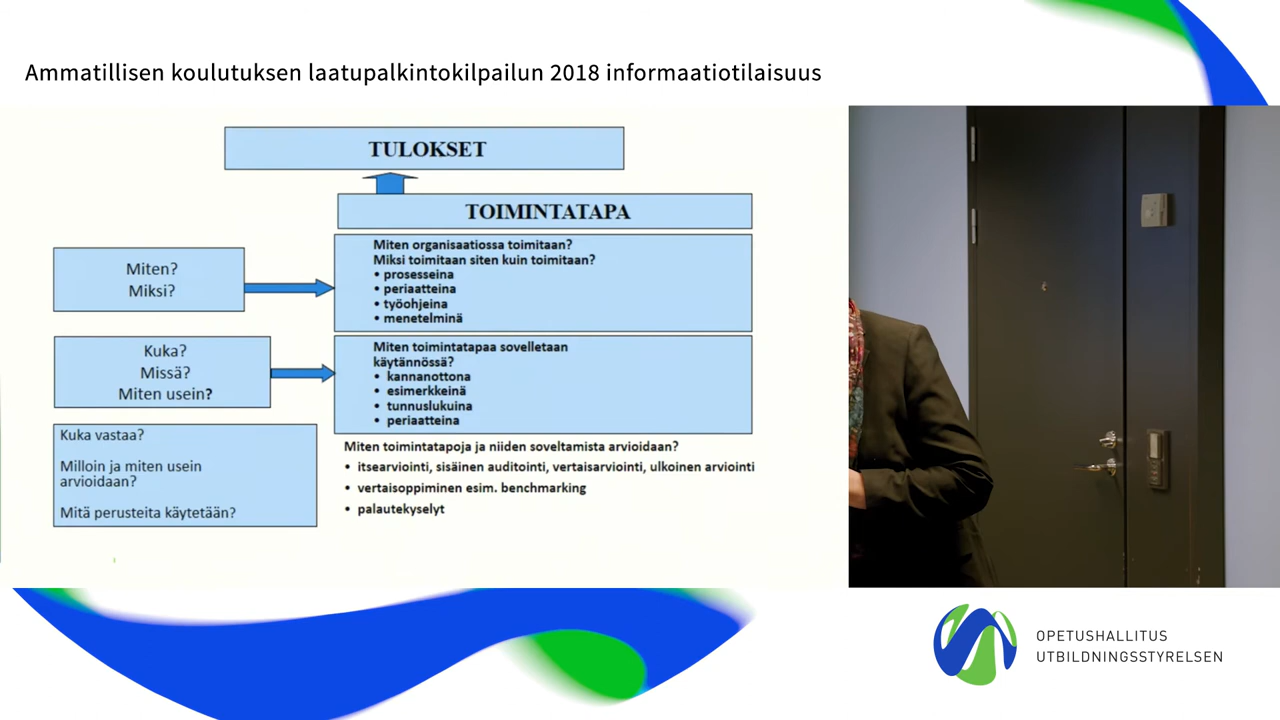 Ammatillisen koulutuksen laatupalkintokilpailun 2018 informaatiotilaisuus
TULOKSET
TOIMINTATAPA
Miten?
Miksi?
Miten organisaatiossa toimitaan?
Miksi toimitaan siten kuin toimitaan?
• prosesseina
• periaatteina
• työohjeina
• menetelminä
Kuka?
Missä?
Miten usein?
Miten toimintatapaa sovelletaan
käytännössä?
• kannanottona
• esimerkkeinä
• tunnuslukuina
• periaatteina
Kuka vastaa?
Milloin ja miten usein
arvioidaan?
Mitä perusteita käytetään?
Miten toimintatapoja ja niiden soveltamista arvioidaan?
• itsearviointi, sisäinen auditointi, vertaisarviointi, ulkoinen arviointi
• vertaisoppiminen esim. benchmarking
• palautekyselyt
OPETUSHALLITUS
UTBILDNINGSSTYRELSEN